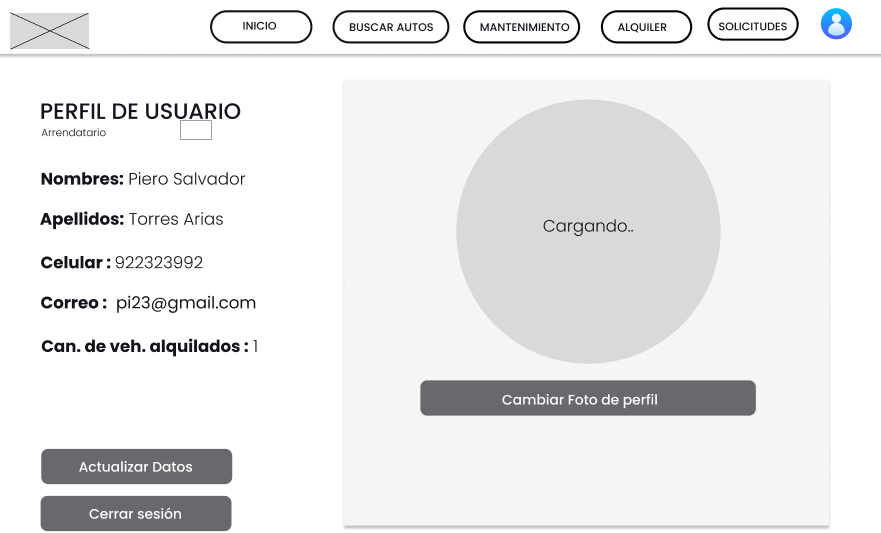 INICIO
BUSCAR AUTOS
MANTENIMIENTO
ALQUILER
SOLICITUDES
PERFIL DE USUARIO
Arrendatario
Nombres: Piero Salvador
Apellidos: Torres Arias
Celular : 922323992
Correo : pi23@gmail.com
Can. de veh. alquilados : 1
Actualizar Datos
Cerrar sesión
Cargando..
Cambiar Foto de perfil